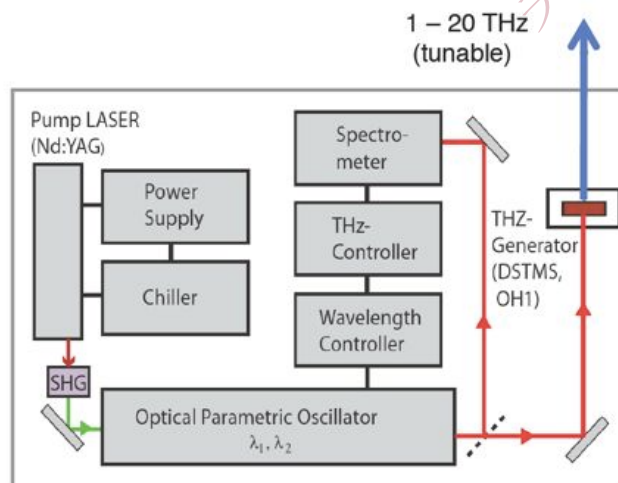 1 – 20 THz
(tunable)
Pump LASER
(Nd:YAG)
Power
Supply
Chiller
Spectro-
meter
THz-
Controller
Wavelength
Controller
THZ-
Generator
(DSTMS,
OH1)
SHG
Optical Parametric Oscillator
λ₁, λ₂